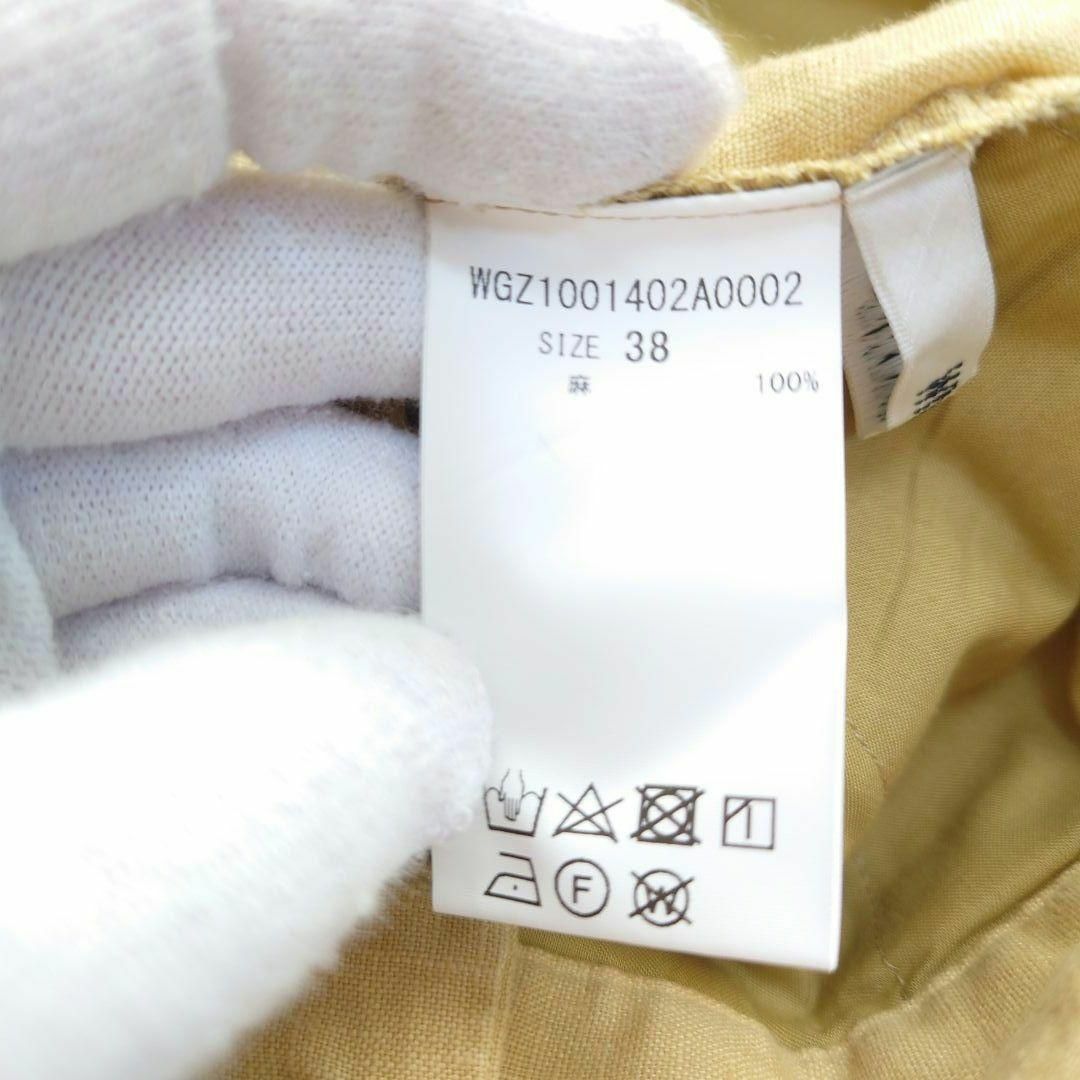 WGZ1001402A0002
SIZE 38
麻 100%
F
W